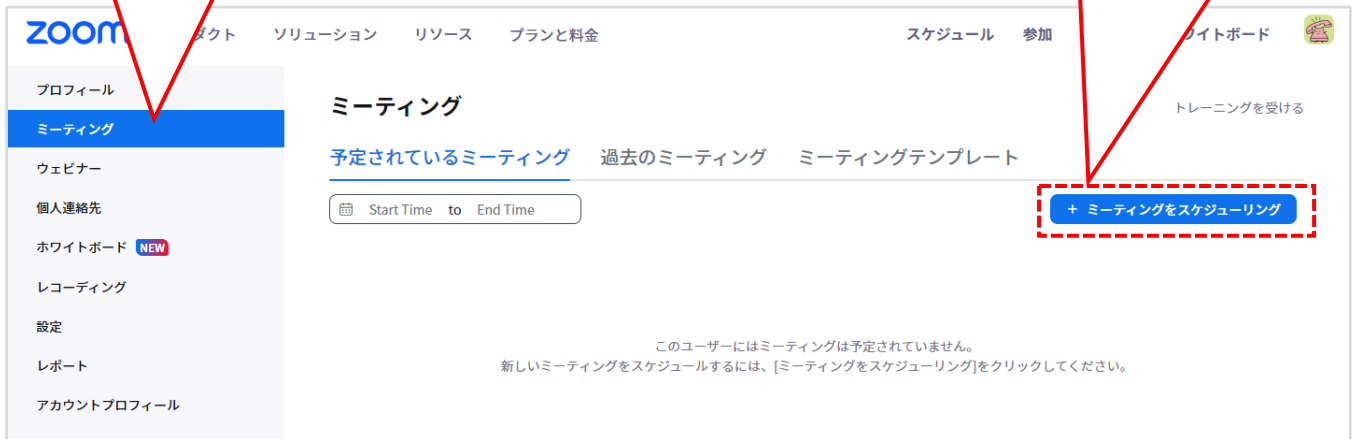 zoom ダクト ソリューション リソース プランと料金 スケジュール 参加 イトボード
プロフィール
ミーティング
ウェビナー
個人連絡先
ホワイトボード NEW
レコーディング
設定
レポート
アカウントプロフィール
ミーティング
トレーニングを受ける
予定されているミーティング 過去のミーティング ミーティングテンプレート
Start Time to End Time
+ ミーティングをスケジューリング
このユーザーにはミーティングは予定されていません。
新しいミーティングをスケジュールするには、[ミーティングをスケジューリング]をクリックしてください。